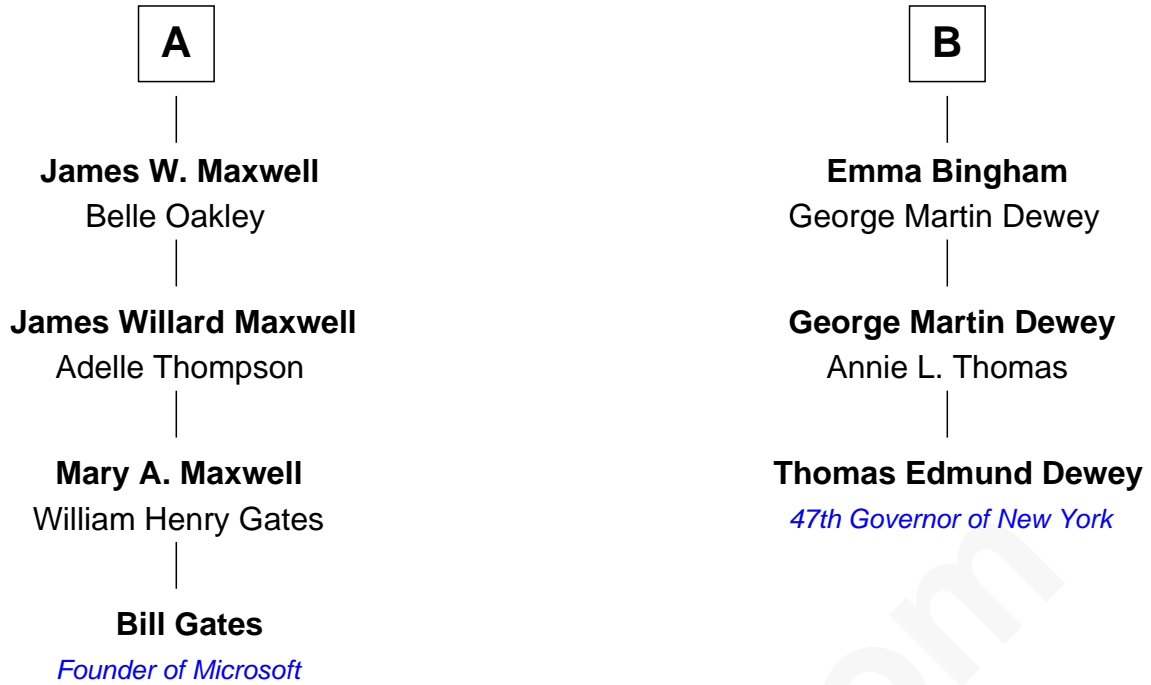 A
James W. Maxwell
Belle Oakley
James Willard Maxwell
Adelle Thompson
Mary A. Maxwell
William Henry Gates
Bill Gates
Founder of Microsoft
B
Emma Bingham
George Martin Dewey
George Martin Dewey
Annie L. Thomas
Thomas Edmund Dewey
47th Governor of New York
om